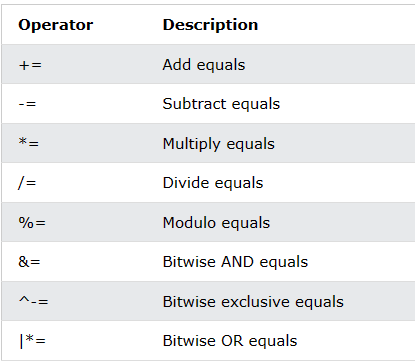 Operator Description
+= Add equals
-= Subtract equals
*= Multiply equals
/= Divide equals
%= Modulo equals
&= Bitwise AND equals
^-= Bitwise exclusive equals
|*= Bitwise OR equals